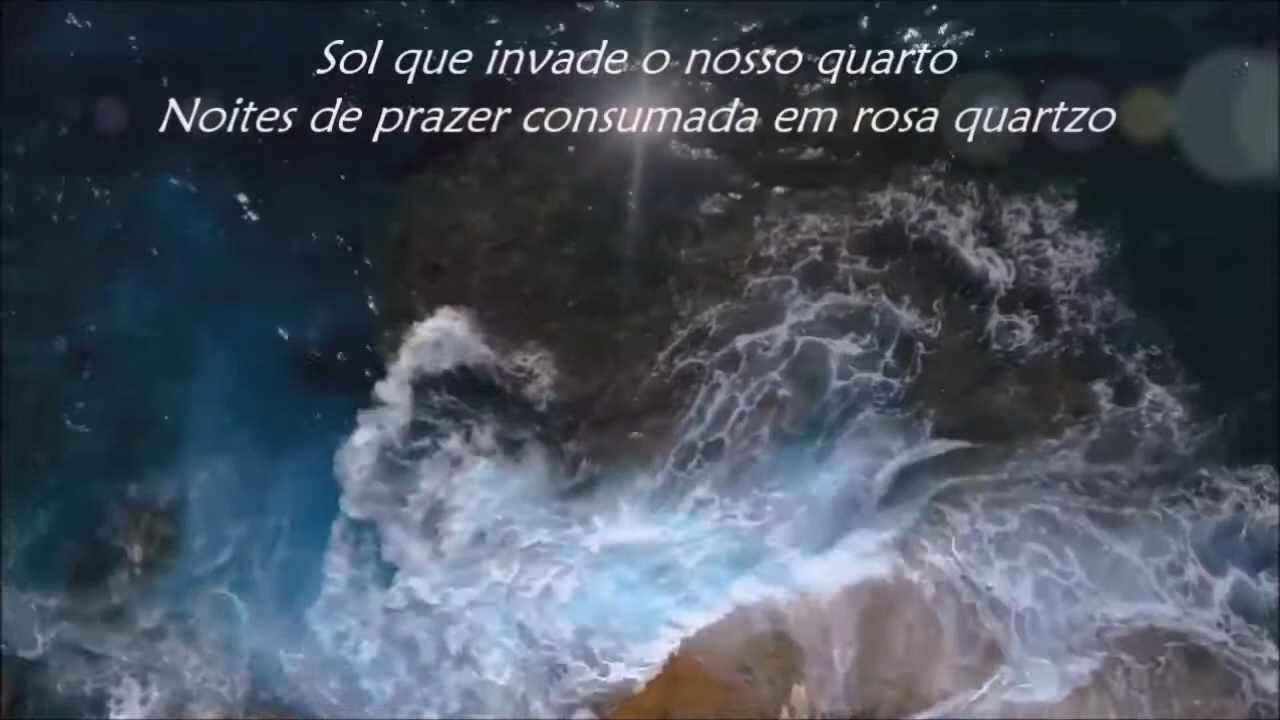 Sol que invade o nosso quarto
Noites de prazer consumada em rosa quartzo